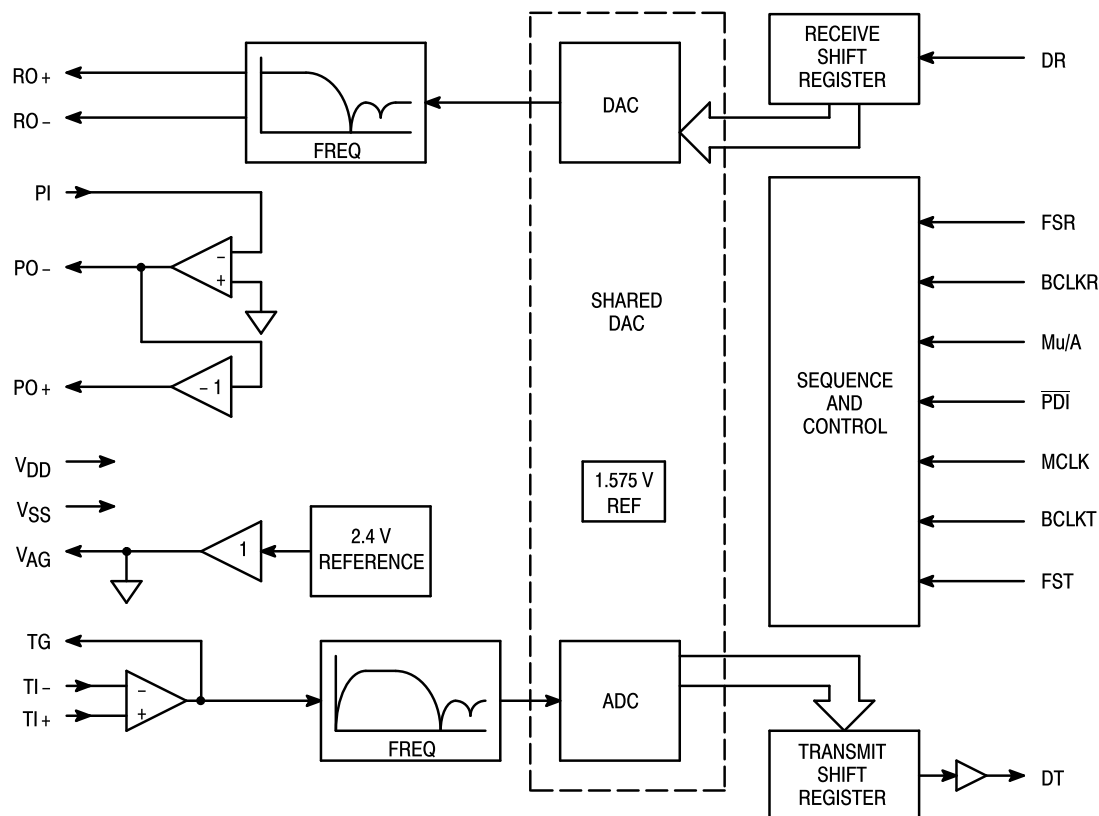 RO+
RO−
FREQ
DAC
RECEIVE
SHIFT
REGISTER
DR
PI
PO−
−
+
PO+
−1
SHARED
DAC
SEQUENCE
AND
CONTROL
FSR
BCLKR
Mu/A
PDI
MCLK
BCLKT
FST
VDD
VSS
VAG
1
2.4 V
REFERENCE
1.575 V
REF
TG
TI−
TI+
−
+
FREQ
ADC
TRANSMIT
SHIFT
REGISTER
DT